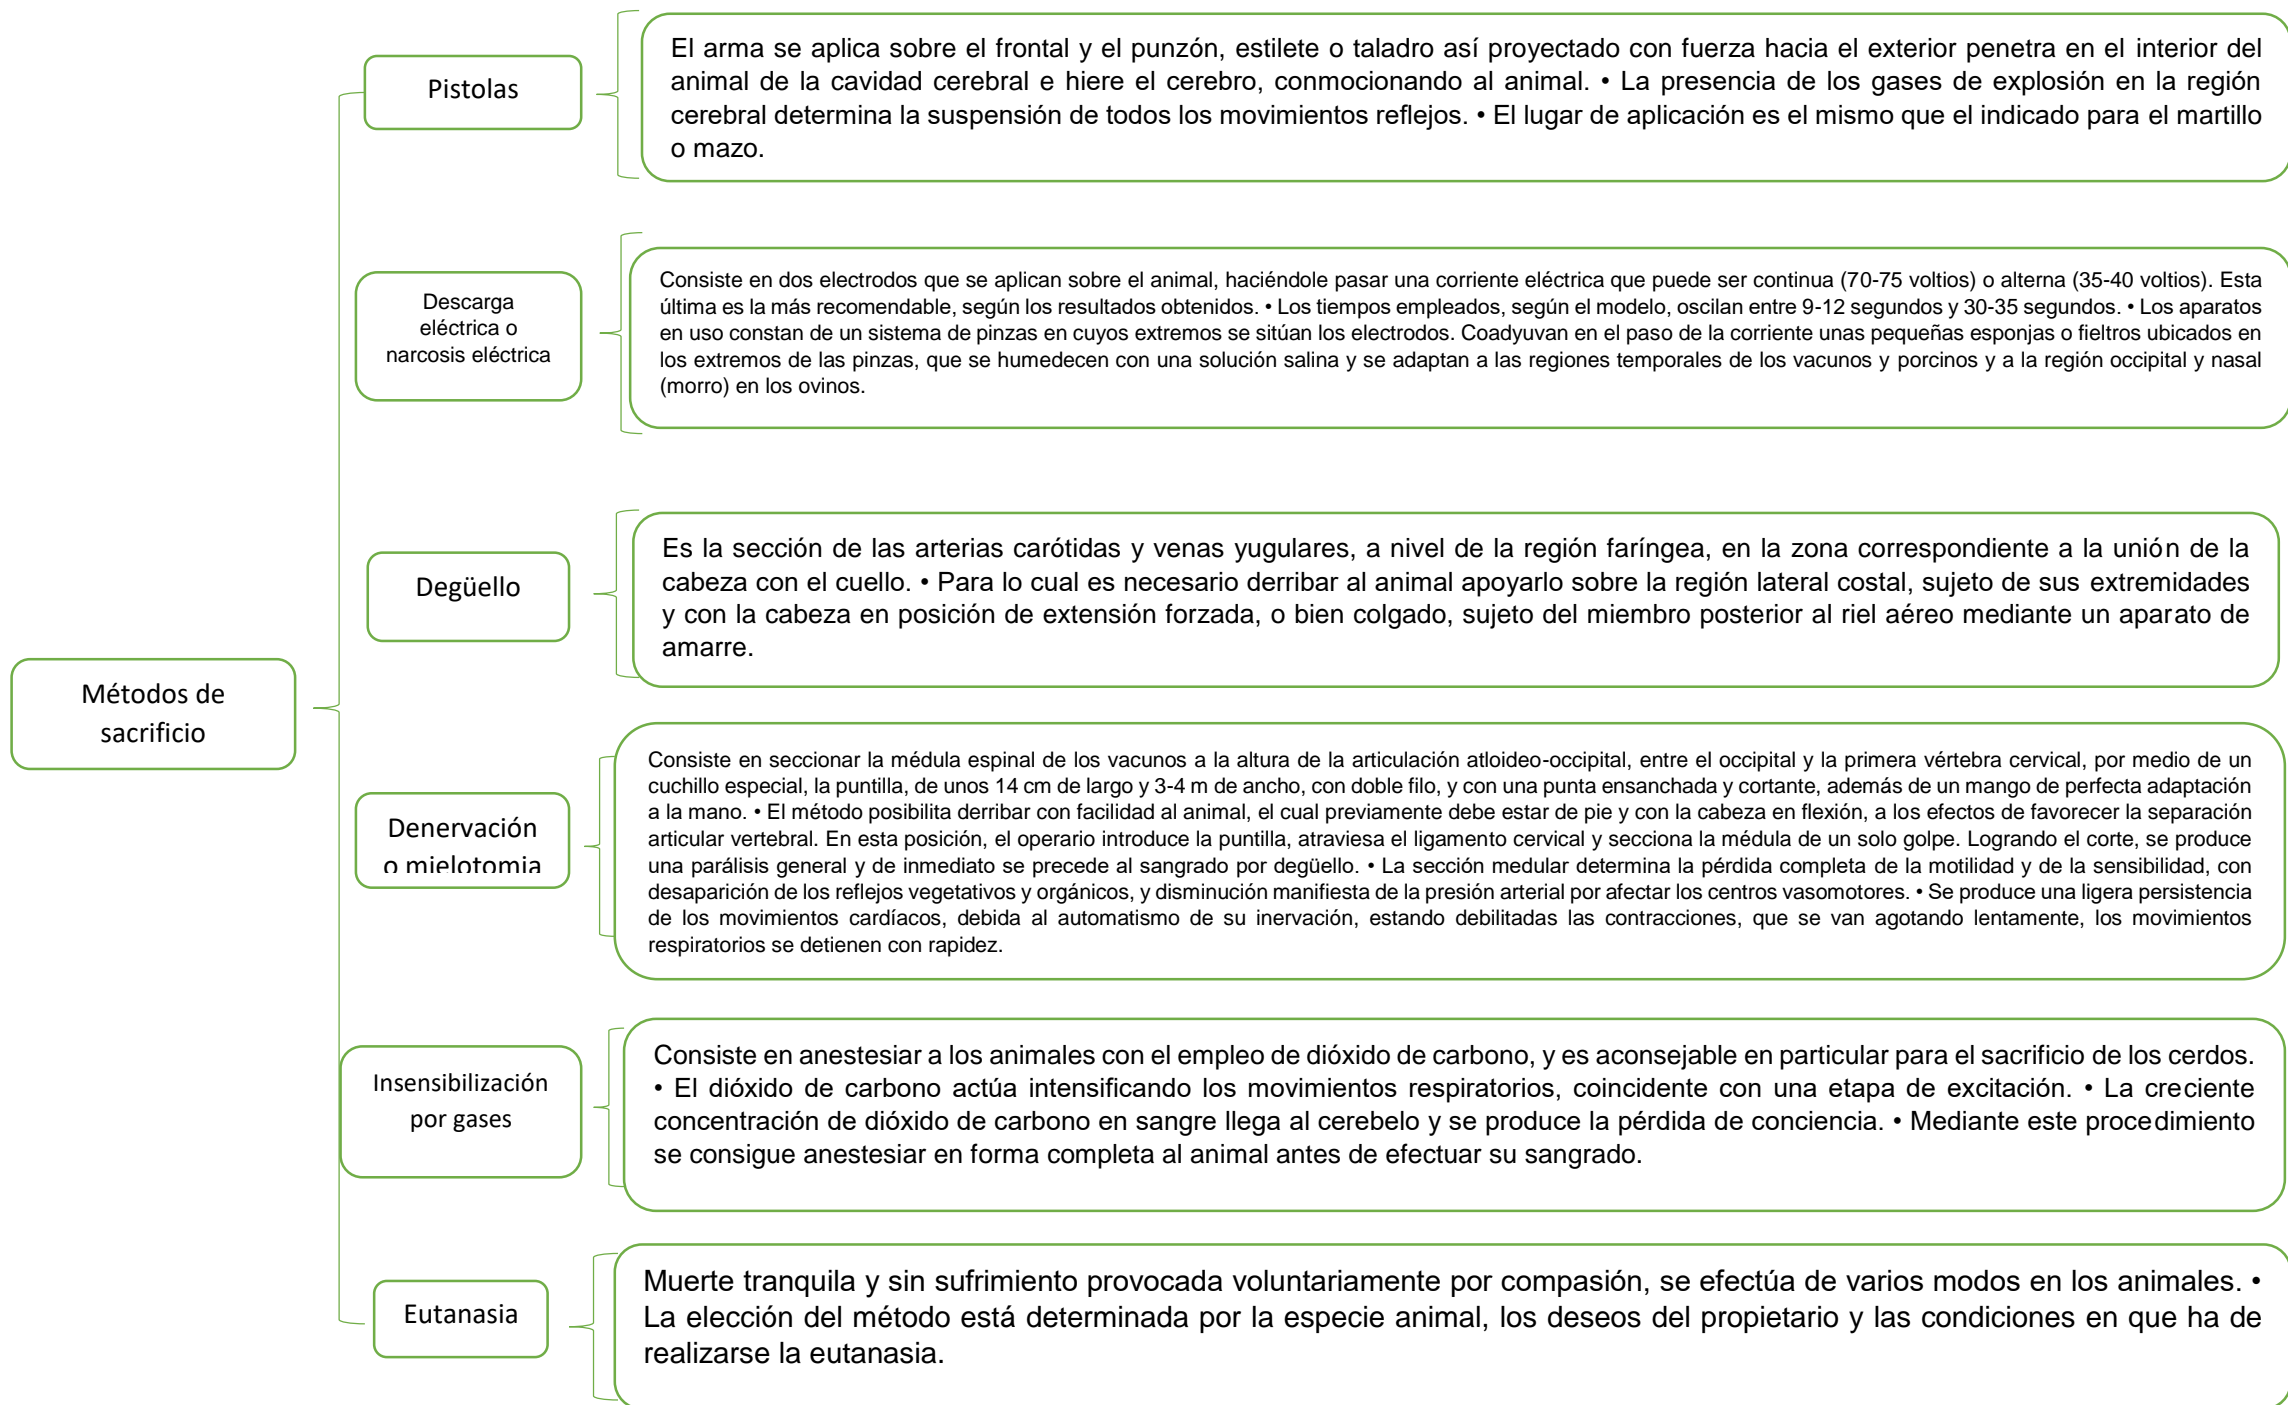 Métodos de
sacrificio
Pistolas
El arma se aplica sobre el frontal y el punzón, estilete o taladro así proyectado con fuerza hacia el exterior penetra en el interior del
animal de la cavidad cerebral e hiere el cerebro, conmocionando al animal. • La presencia de los gases de explosión en la región
cerebral determina la suspensión de todos los movimientos reflejos. • El lugar de aplicación es el mismo que el indicado para el martillo
o mazo.
Descarga
eléctrica o
narcosis eléctrica
Consiste en dos electrodos que se aplican sobre el animal, haciéndole pasar una corriente eléctrica que puede ser continua (70-75 voltios) o alterna (35-40 voltios). Esta
última es la más recomendable, según los resultados obtenidos. • Los tiempos empleados, según el modelo, oscilan entre 9-12 segundos y 30-35 segundos. • Los aparatos
en uso constan de un sistema de pinzas en cuyos extremos se sitúan los electrodos. Coadyuvan en el paso de la corriente unas pequeñas esponjas o fieltros ubicados en
los extremos de las pinzas, que se humedecen con una solución salina y se adaptan a las regiones temporales de los vacunos y porcinos y a la región occipital y nasal
(morro) en los ovinos.
Degüello
Es la sección de las arterias carótidas y venas yugulares, a nivel de la región faríngea, en la zona correspondiente a la unión de la
cabeza con el cuello. • Para lo cual es necesario derribar al animal apoyarlo sobre la región lateral costal, sujeto de sus extremidades
y con la cabeza en posición de extensión forzada, o bien colgado, sujeto del miembro posterior al riel aéreo mediante un aparato de
amarre.
Denervación
o mielotomia
Consiste en seccionar la médula espinal de los vacunos a la altura de la articulación atloideo-occipital, entre el occipital y la primera vértebra cervical, por medio de un
cuchillo especial, la puntilla, de unos 14 cm de largo y 3-4 m de ancho, con doble filo, y con una punta ensanchada y cortante, además de un mango de perfecta adaptación
a la mano. • El método posibilita derribar con facilidad al animal, el cual previamente debe estar de pie y con la cabeza en flexión, a los efectos de favorecer la separación
articular vertebral. En esta posición, el operario introduce la puntilla, atraviesa el ligamento cervical y secciona la médula de un solo golpe. Logrando el corte, se produce
una parálisis general y de inmediato se precede al sangrado por degüello. • La sección medular determina la pérdida completa de la motilidad y de la sensibilidad, con
desaparición de los reflejos vegetativos y orgánicos, y disminución manifiesta de la presión arterial por afectar los centros vasomotores. • Se produce una ligera persistencia
de los movimientos cardíacos, debida al automatismo de su inervación, estando debilitadas las contracciones, que se van agotando lentamente, los movimientos
respiratorios se detienen con rapidez.
Insensibilización
por gases
Consiste en anestesiar a los animales con el empleo de dióxido de carbono, y es aconsejable en particular para el sacrificio de los cerdos.
• El dióxido de carbono actúa intensificando los movimientos respiratorios, coincidente con una etapa de excitación. • La creciente
concentración de dióxido de carbono en sangre llega al cerebelo y se produce la pérdida de conciencia. • Mediante este procedimiento
se consigue anestesiar en forma completa al animal antes de efectuar su sangrado.
Eutanasia
Muerte tranquila y sin sufrimiento provocada voluntariamente por compasión, se efectúa de varios modos en los animales. •
La elección del método está determinada por la especie animal, los deseos del propietario y las condiciones en que ha de
realizarse la eutanasia.